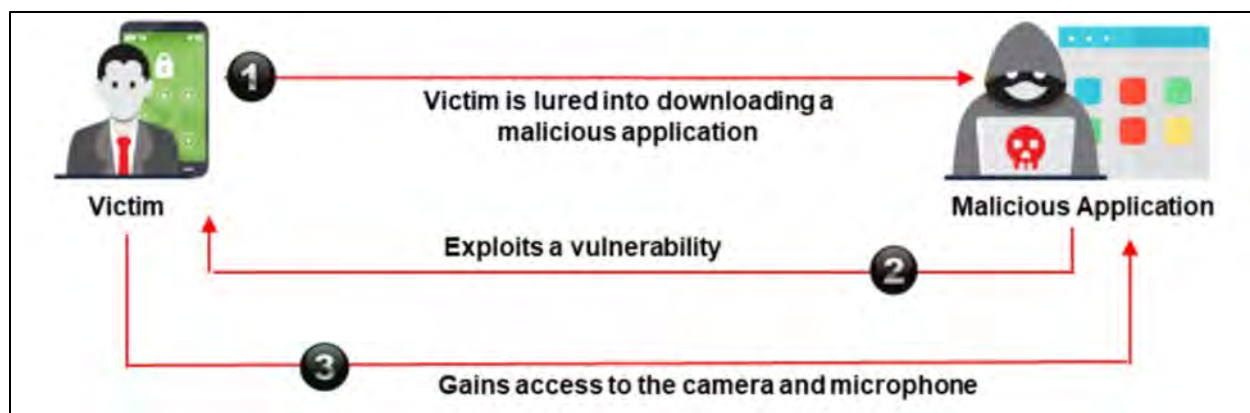 1
Victim is lured into downloading a
malicious application
Victim
Malicious Application
Exploits a vulnerability
2
3
Gains access to the camera and microphone